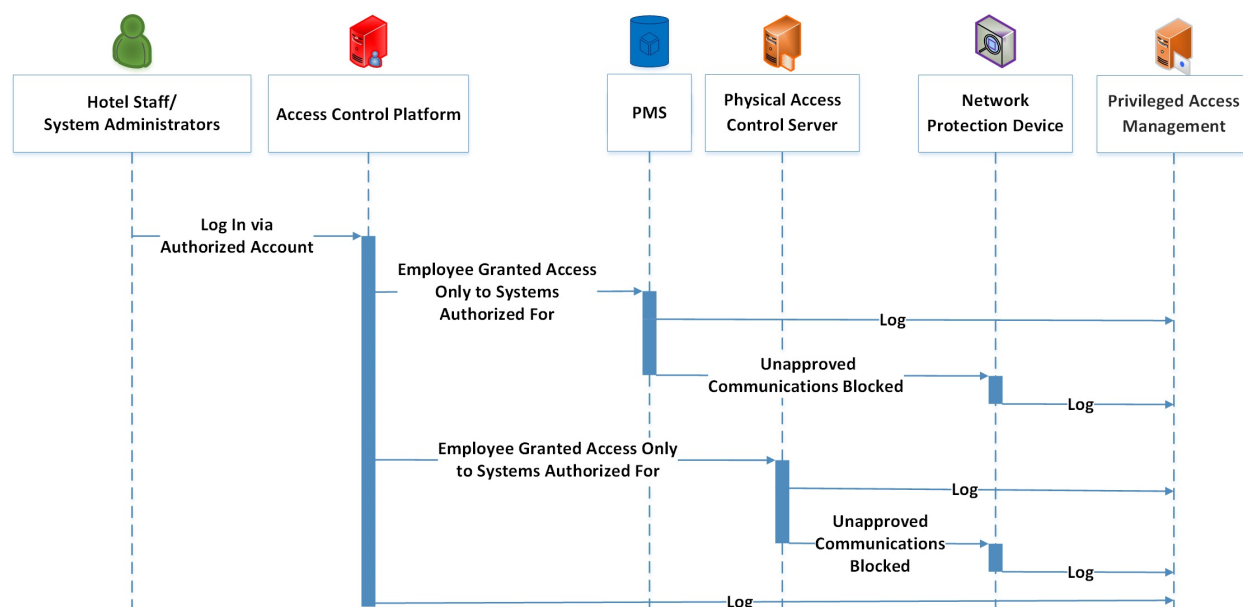 Hotel Staff/
System Administrators
Access Control Platform
PMS
Physical Access
Control Server
Network
Protection Device
Privileged Access
Management
Log In via
Authorized Account
Employee Granted Access
Only to Systems
Authorized For
Log
Unapproved
Communications Blocked
Log
Employee Granted Access Only
to Systems Authorized For
Log
Unapproved
Communications
Blocked
Log
Log